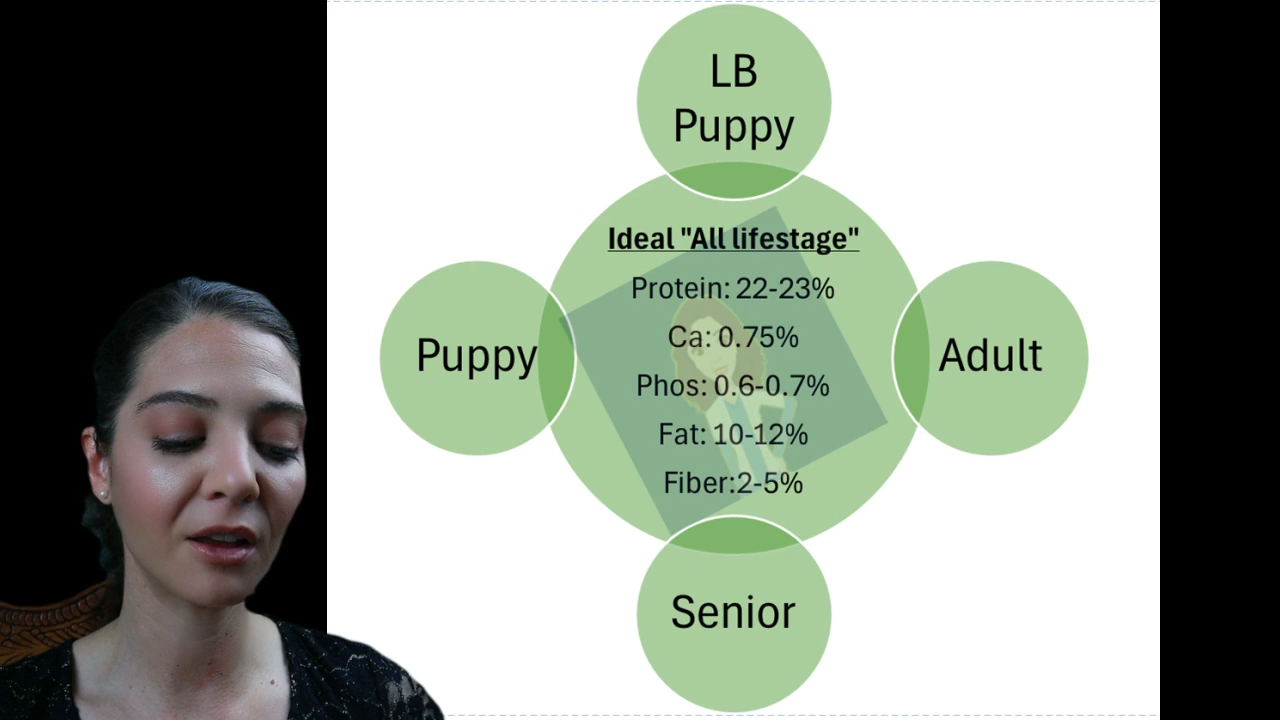 LB
Puppy
Ideal "All lifestage"
Protein: 22-23%
Ca: 0.75%
Phos: 0.6-0.7%
Fat: 10-12%
Fiber:2-5%
Puppy
Adult
Senior